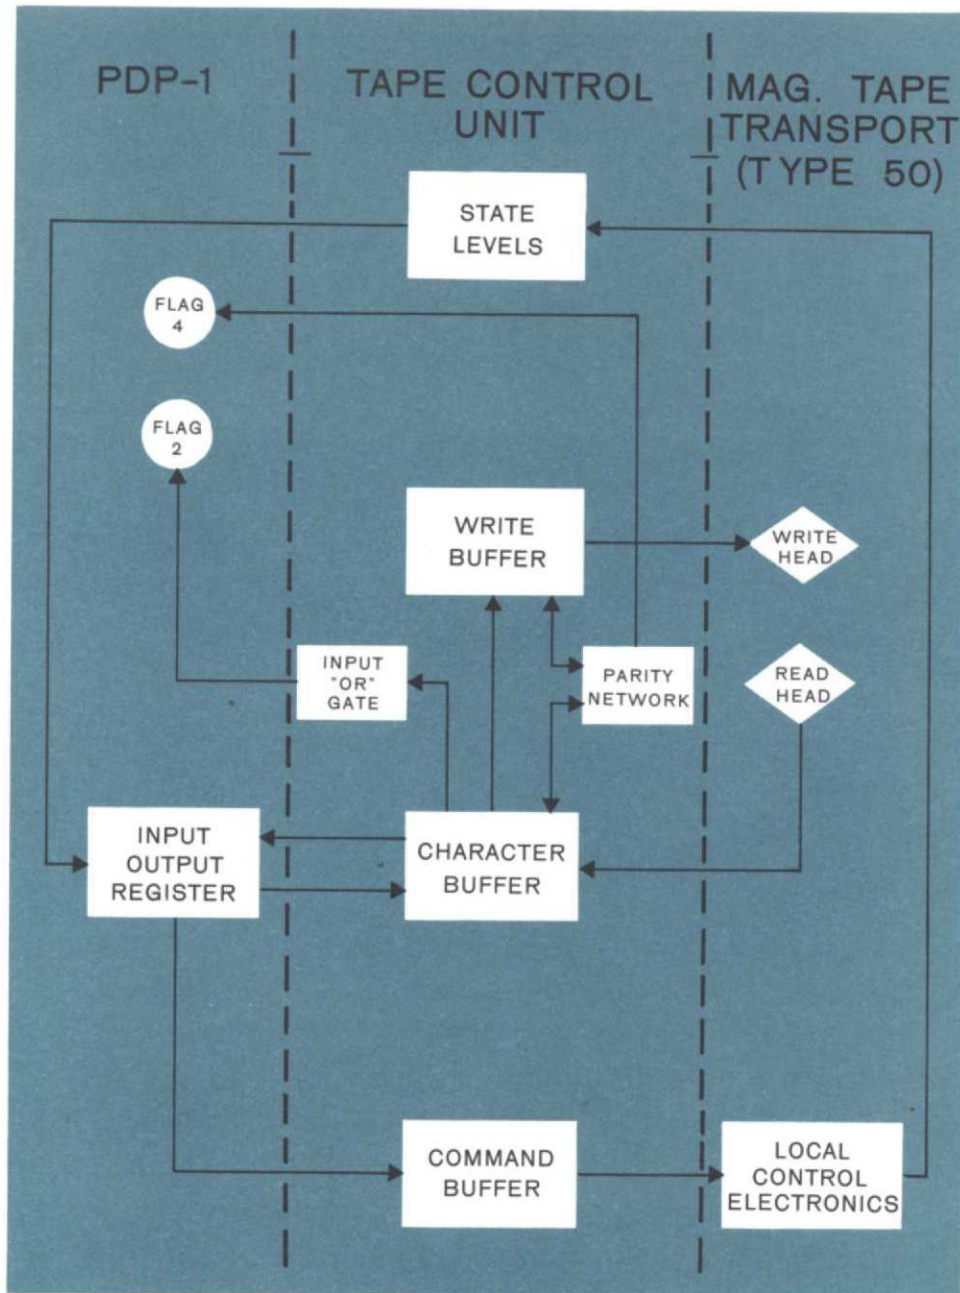 PDP-1
TAPE CONTROL
UNIT
MAG. TAPE
TRANSPORT
(TYPE 50)
STATE
LEVELS
FLAG
4
FLAG
2
WRITE
BUFFER
WRITE
HEAD
INPUT
"OR"
GATE
PARITY
NETWORK
READ
HEAD
INPUT
OUTPUT
REGISTER
CHARACTER
BUFFER
COMMAND
BUFFER
LOCAL
CONTROL
ELECTRONICS